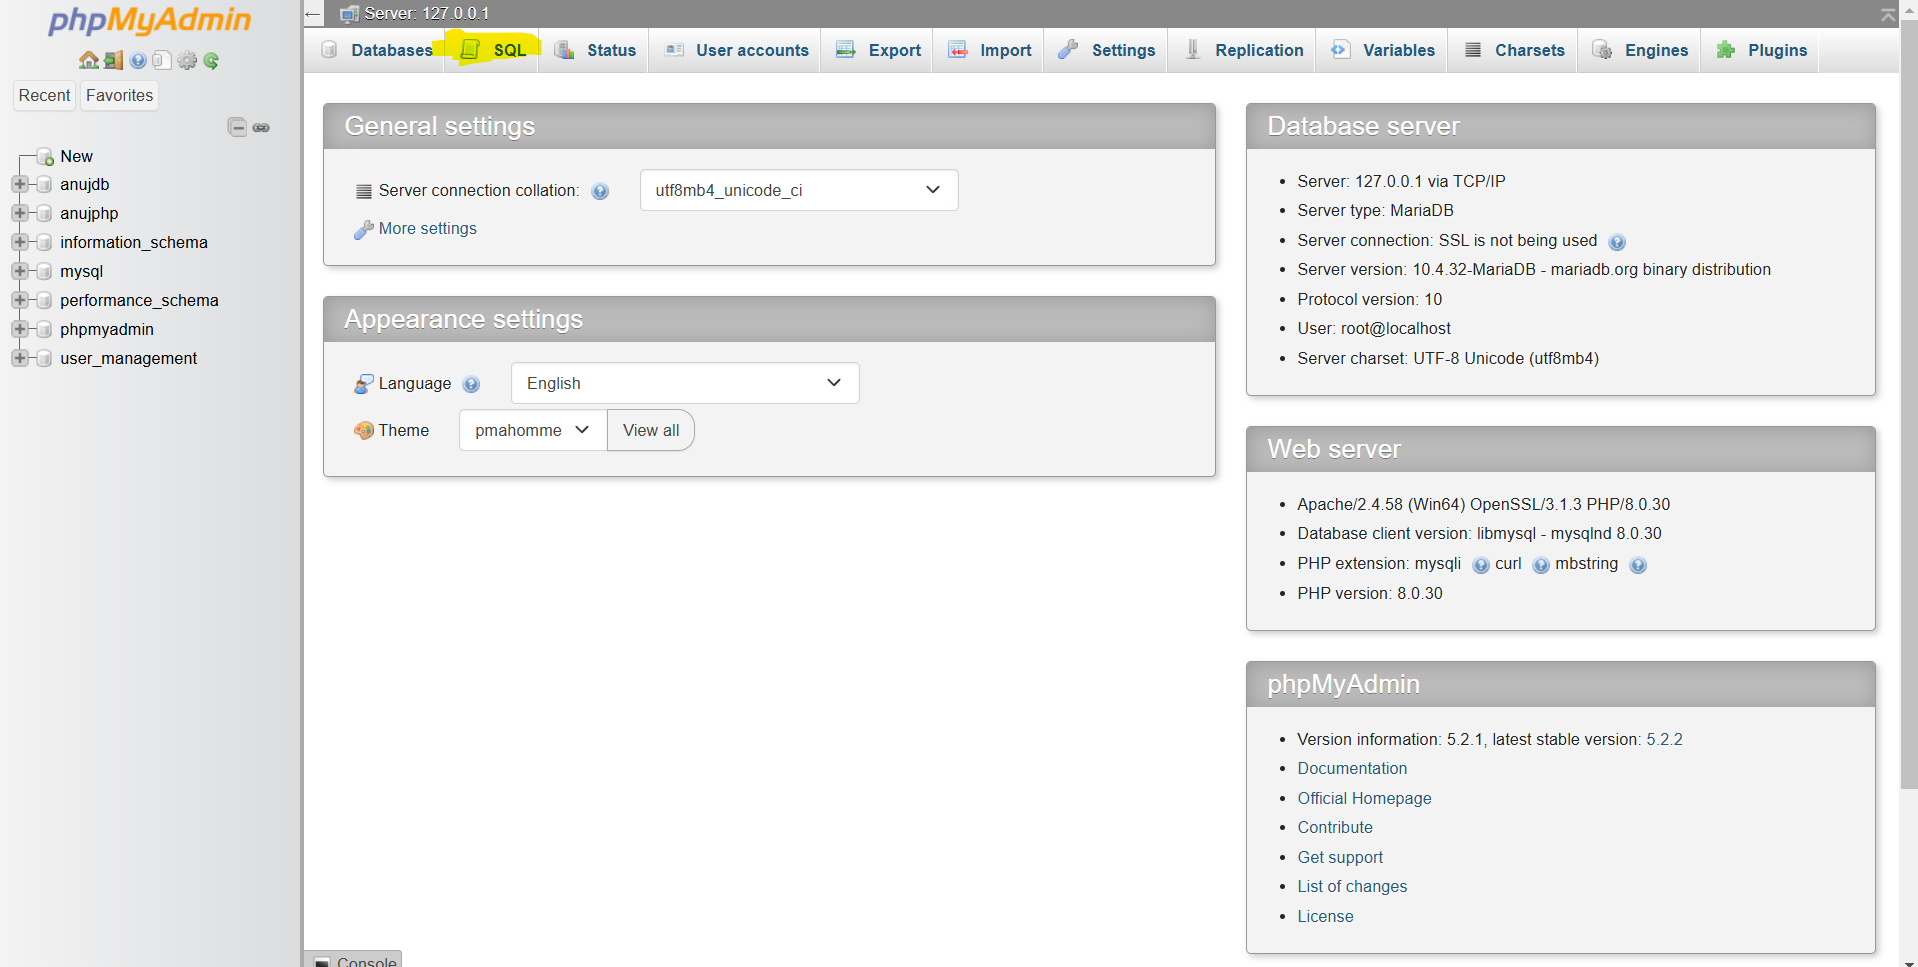 phpMyAdmin
Recent Favorites
New
anujdb
anujphp
information_schema
mysql
performance_schema
phpmyadmin
user_management
Server: 127.0.0.1
Databases SQL Status User accounts Export Import Settings Replication Variables Charsets Engines Plugins
General settings
Server connection collation: utf8mb4_unicode_ci
More settings
Appearance settings
Language English
Theme pmahomme View all
Database server
Server: 127.0.0.1 via TCP/IP
Server type: MariaDB
Server connection: SSL is not being used
Server version: 10.4.32-MariaDB - mariadb.org binary distribution
Protocol version: 10
User: root@localhost
Server charset: UTF-8 Unicode (utf8mb4)
Web server
Apache/2.4.58 (Win64) OpenSSL/3.1.3 PHP/8.0.30
Database client version: libmysql - mysqlnd 8.0.30
PHP extension: mysqli curl mbstring
PHP version: 8.0.30
phpMyAdmin
Version information: 5.2.1, latest stable version: 5.2.2
Documentation
Official Homepage
Contribute
Get support
List of changes
License
Console